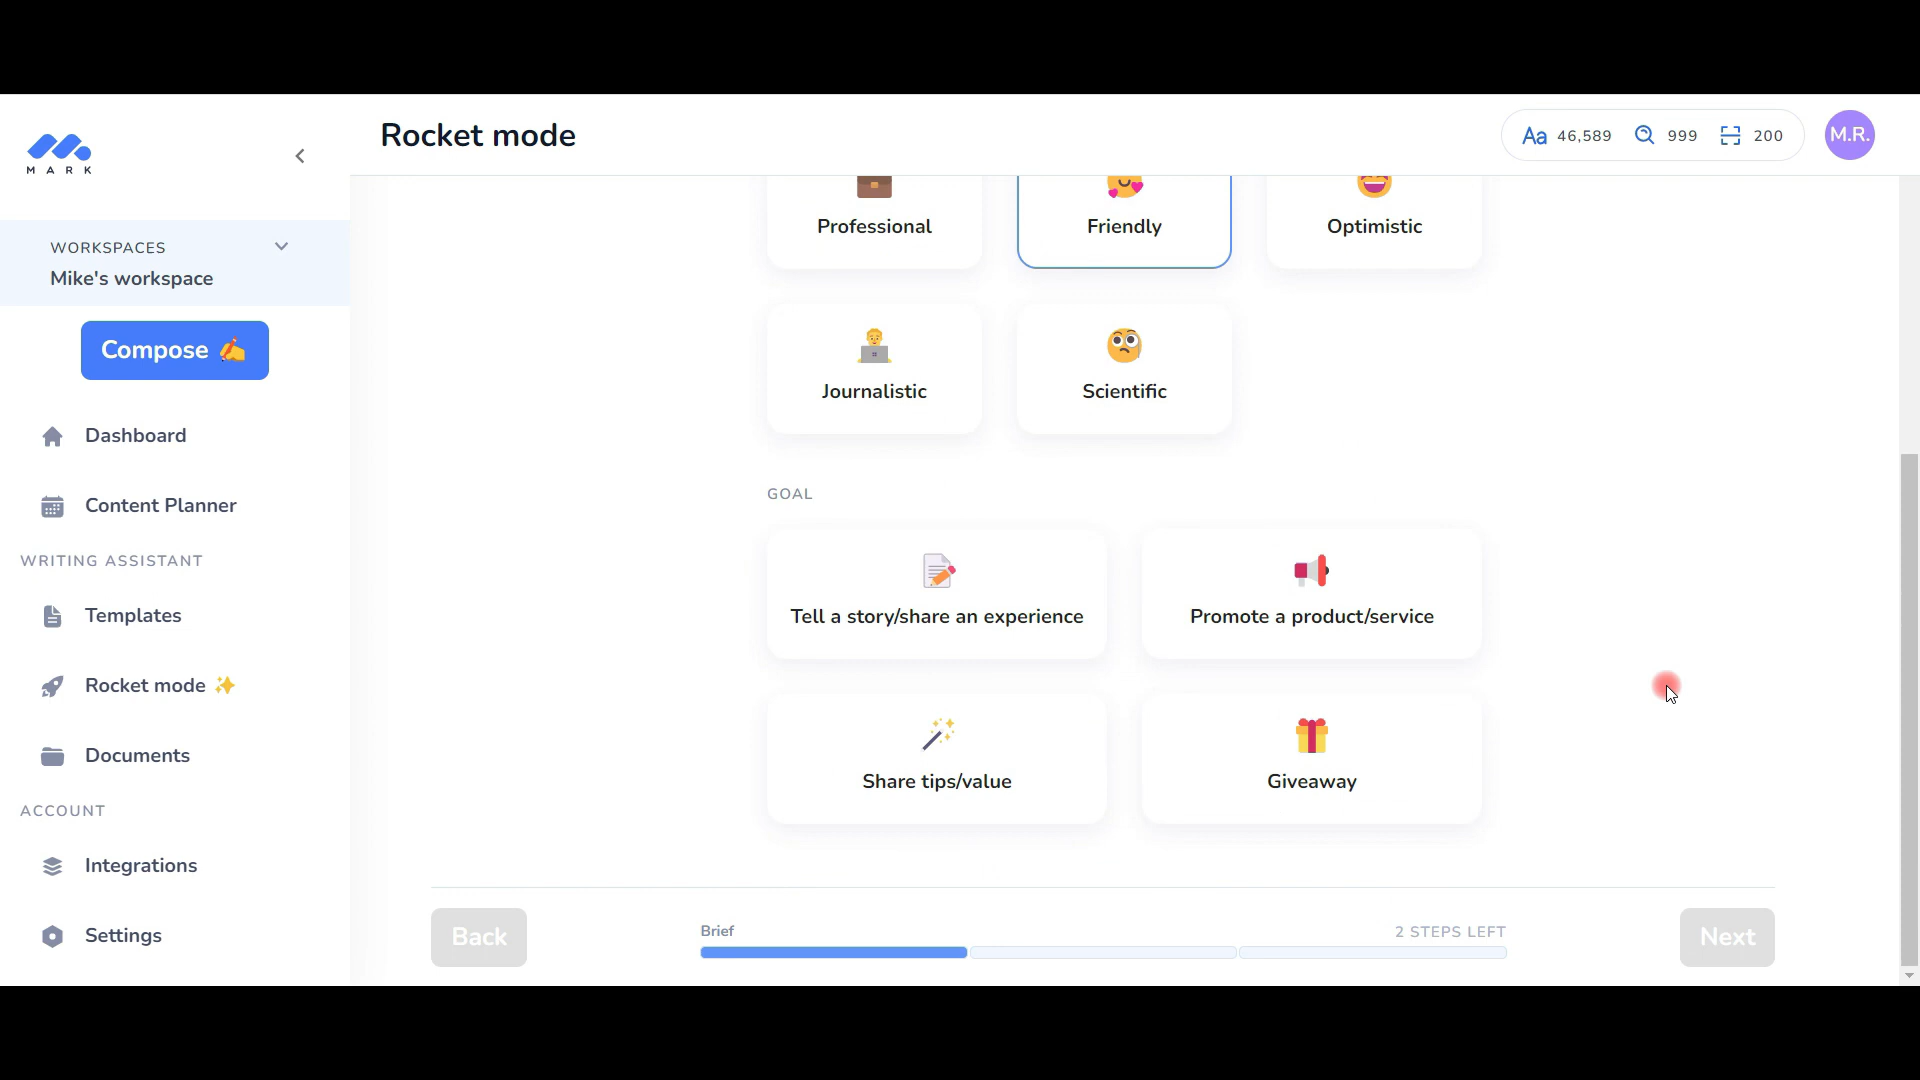 MARK
Rocket mode
46,589
999
200
M.R.
WORKSPACES
Mike's workspace
Compose
Dashboard
Content Planner
WRITING ASSISTANT
Templates
Rocket mode
Documents
ACCOUNT
Integrations
Settings
Professional
Friendly
Optimistic
Journalistic
Scientific
GOAL
Tell a story/share an experience
Promote a product/service
Share tips/value
Giveaway
Back
Brief
2 STEPS LEFT
Next